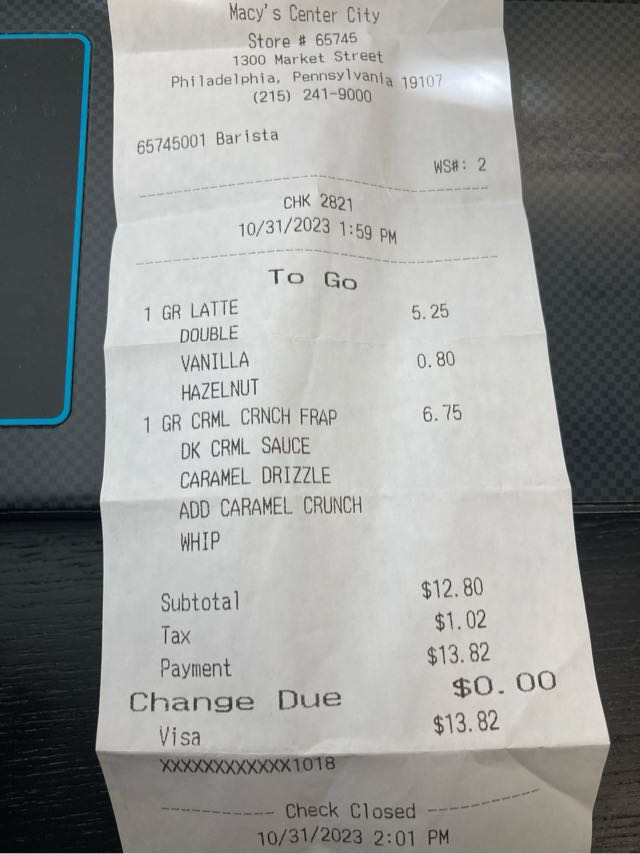 Macy's Center City
Store # 65745
1300 Market Street
Philadelphia, Pennsylvania 19107
(215) 241-9000
65745001 Barista
WS#: 2
CHK 2821
10/31/2023 1:59 PM
To Go
1 GR LATTE 5.25
DOUBLE
VANILLA 0.80
HAZELNUT
1 GR CRML CRNCH FRAP 6.75
DK CRML SAUCE
CARAMEL DRIZZLE
ADD CARAMEL CRUNCH
WHIP
Subtotal $12.80
Tax $1.02
Payment $13.82
Change Due $0.00
Visa $13.82
XXXXXXXXXXXX1018
------------ Check Closed ------------
10/31/2023 2:01 PM